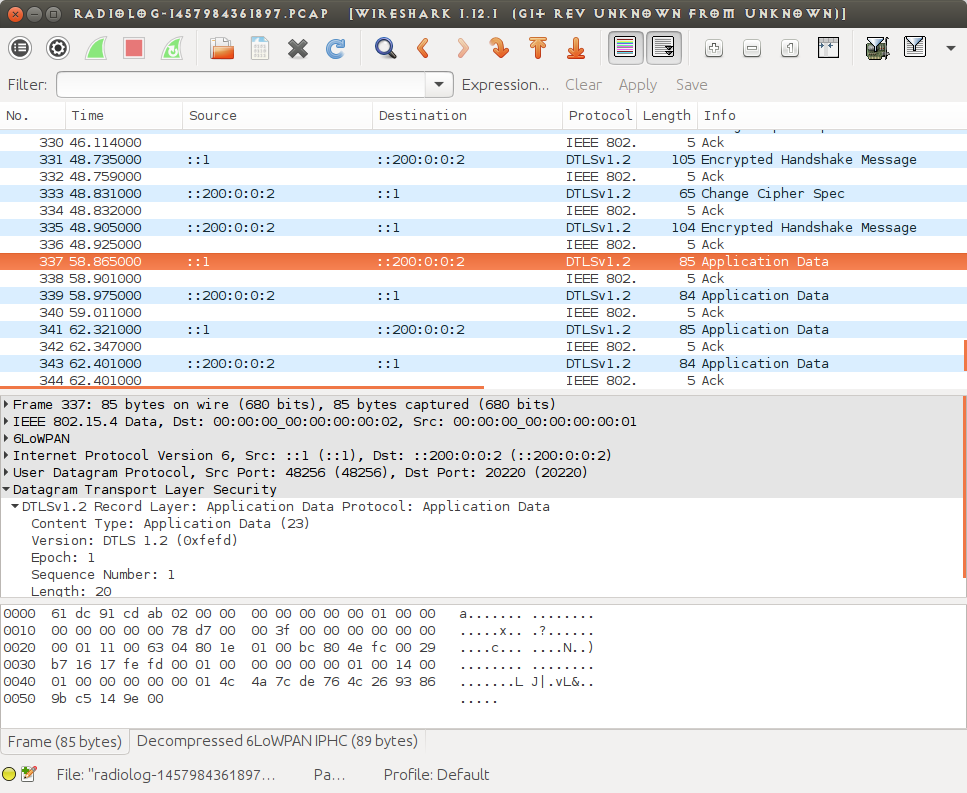 RADIOLOG-1457984361897.PCAP [WIRESHARK 1.12.1 (GIT REV UNKNOWN FROM UNKNOWN)]
Filter: Expression... Clear Apply Save
No. Time Source Destination Protocol Length Info
330 46.114000 IEEE 802. 5 Ack
331 48.735000 ::1 ::200:0:0:2 DTLSv1.2 105 Encrypted Handshake Message
332 48.759000 IEEE 802. 5 Ack
333 48.831000 ::200:0:0:2 ::1 DTLSv1.2 65 Change Cipher Spec
334 48.832000 IEEE 802. 5 Ack
335 48.905000 ::200:0:0:2 ::1 DTLSv1.2 104 Encrypted Handshake Message
336 48.925000 IEEE 802. 5 Ack
337 58.865000 ::1 ::200:0:0:2 DTLSv1.2 85 Application Data
338 58.901000 IEEE 802. 5 Ack
339 58.975000 ::200:0:0:2 ::1 DTLSv1.2 84 Application Data
340 59.011000 IEEE 802. 5 Ack
341 62.321000 ::1 ::200:0:0:2 DTLSv1.2 85 Application Data
342 62.347000 IEEE 802. 5 Ack
343 62.401000 ::200:0:0:2 ::1 DTLSv1.2 84 Application Data
344 62.401000 IEEE 802. 5 Ack
Frame 337: 85 bytes on wire (680 bits), 85 bytes captured (680 bits)
IEEE 802.15.4 Data, Dst: 00:00:00_00:00:00:00:02, Src: 00:00:00_00:00:00:00:01
6LoWPAN
Internet Protocol Version 6, Src: ::1 (::1), Dst: ::200:0:0:2 (::200:0:0:2)
User Datagram Protocol, Src Port: 48256 (48256), Dst Port: 20220 (20220)
Datagram Transport Layer Security
DTLSv1.2 Record Layer: Application Data Protocol: Application Data
Content Type: Application Data (23)
Version: DTLS 1.2 (0xfefd)
Epoch: 1
Sequence Number: 1
Length: 20
0000 61 dc 91 cd ab 02 00 00 00 00 00 00 00 01 00 00 a....... ........
0010 00 00 00 00 00 78 d7 00 00 3f 00 00 00 00 00 00 .....x.. .?......
0020 00 01 11 00 63 04 80 1e 01 00 bc 80 4e fc 00 29 ....c... ....N..)
0030 b7 16 17 fe fd 00 01 00 00 00 00 00 01 00 14 00 ........ ........
0040 01 00 00 00 00 00 01 4c 4a 7c de 76 4c 26 93 86 .......L J|.vL&..
0050 9b c5 14 9e 00 .....
Frame (85 bytes) Decompressed 6LoWPAN IPHC (89 bytes)
File: "radiolog-1457984361897... Pa... Profile: Default